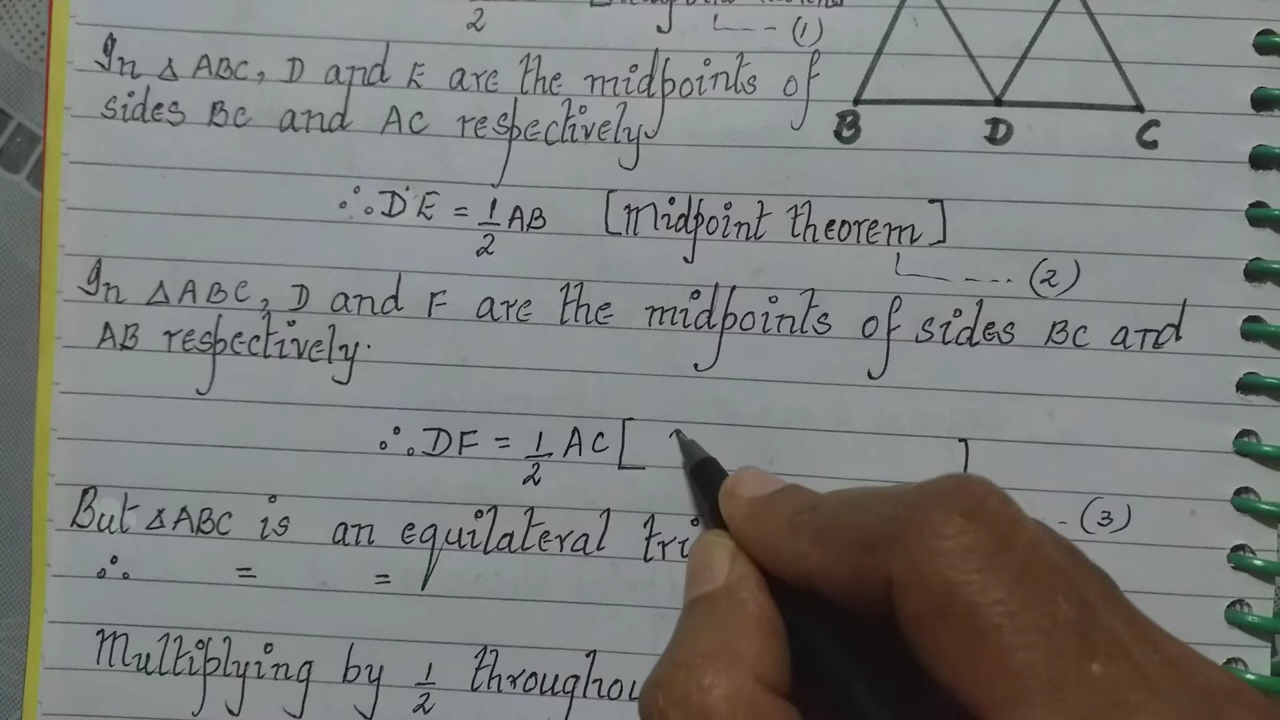 2
(1)
In △ ABC, D and E are the midpoints of
sides BC and AC respectively
B D C
∴ DE = 1/2 AB [Midpoint theorem]
(2)
In △ABC, D and F are the midpoints of sides BC and
AB respectively.
∴ DF = 1/2 AC [ ]
(3)
But △ABC is an equilateral tri
∴ = =
Multiplying by 1/2 throughou